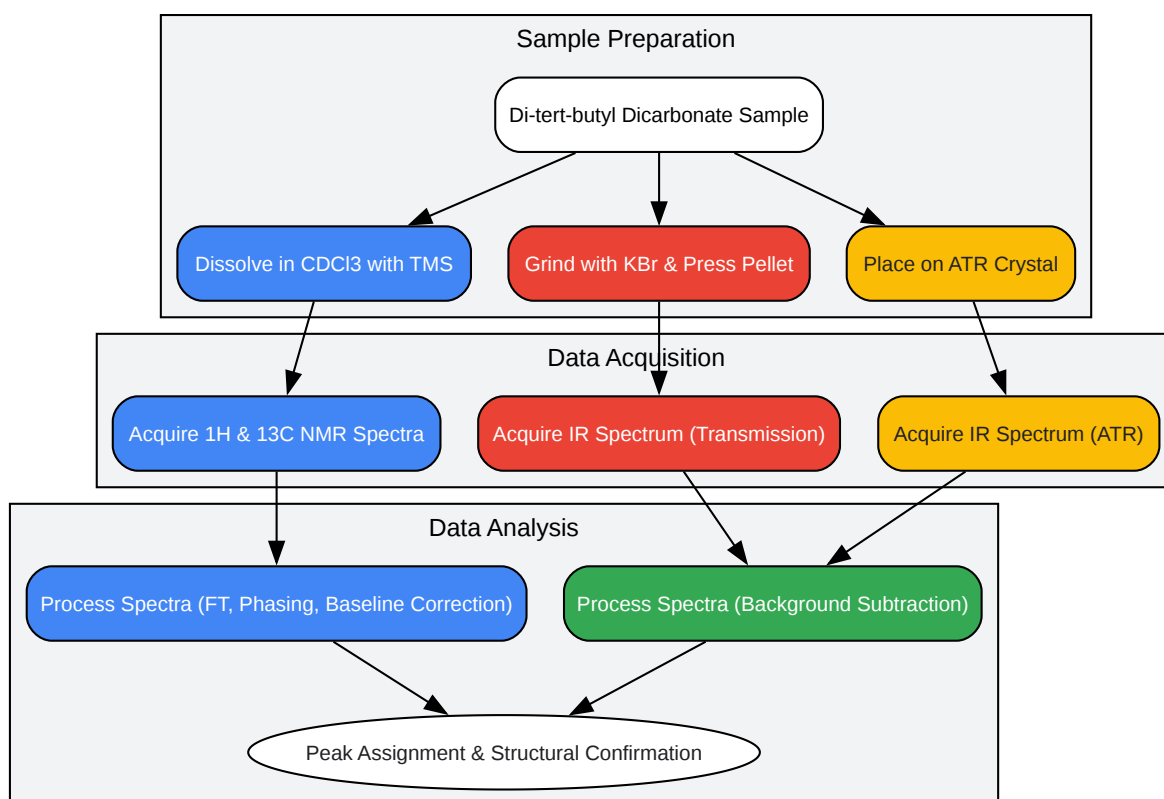 Sample Preparation
Di-tert-butyl Dicarbonate Sample
Dissolve in CDCl3 with TMS
Grind with KBr & Press Pellet
Place on ATR Crystal
Data Acquisition
Acquire 1H & 13C NMR Spectra
Acquire IR Spectrum (Transmission)
Acquire IR Spectrum (ATR)
Data Analysis
Process Spectra (FT, Phasing, Baseline Correction)
Process Spectra (Background Subtraction)
Peak Assignment & Structural Confirmation